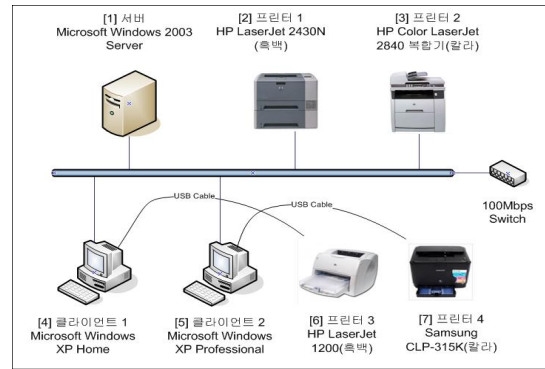 [1] 서버
Microsoft Windows 2003
Server
[2] 프린터 1
HP LaserJet 2430N
(흑백)
[3] 프린터 2
HP Color LaserJet
2840 복합기(칼라)
USB Cable
USB Cable
100Mbps
Switch
[4] 클라이언트 1
Microsoft Windows
XP Home
[5] 클라이언트 2
Microsoft Windows
XP Professional
[6] 프린터 3
HP LaserJet
1200(흑백)
[7] 프린터 4
Samsung
CLP-315K(칼라)